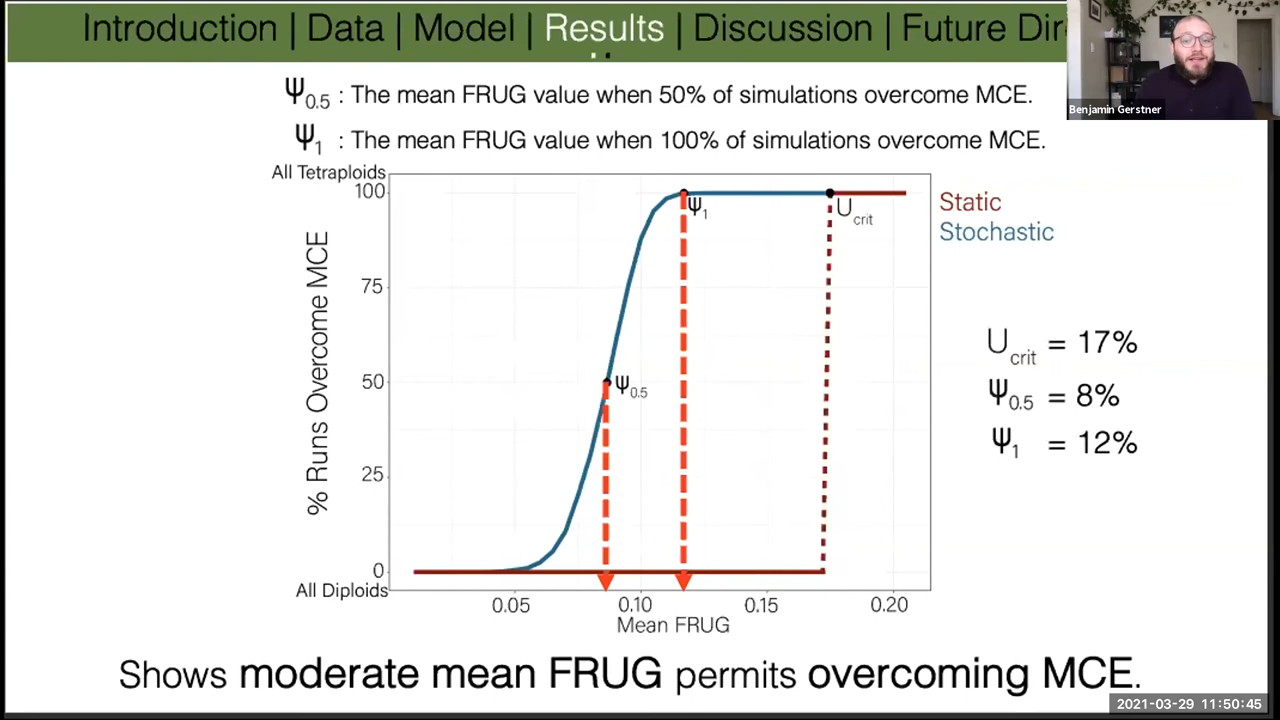 Introduction | Data | Model | Results | Discussion | Future Dir
Benjamin Gerstner
Ψ0.5 : The mean FRUG value when 50% of simulations overcome MCE.
Ψ1 : The mean FRUG value when 100% of simulations overcome MCE.
All Tetraploids
100
75
50
25
0
All Diploids
% Runs Overcome MCE
Ψ1
Ucrit
Ψ0.5
0.05
0.10
0.15
0.20
Mean FRUG
Static
Stochastic
Ucrit = 17%
Ψ0.5 = 8%
Ψ1 = 12%
Shows moderate mean FRUG permits overcoming MCE.
2021-03-29 11:50:45